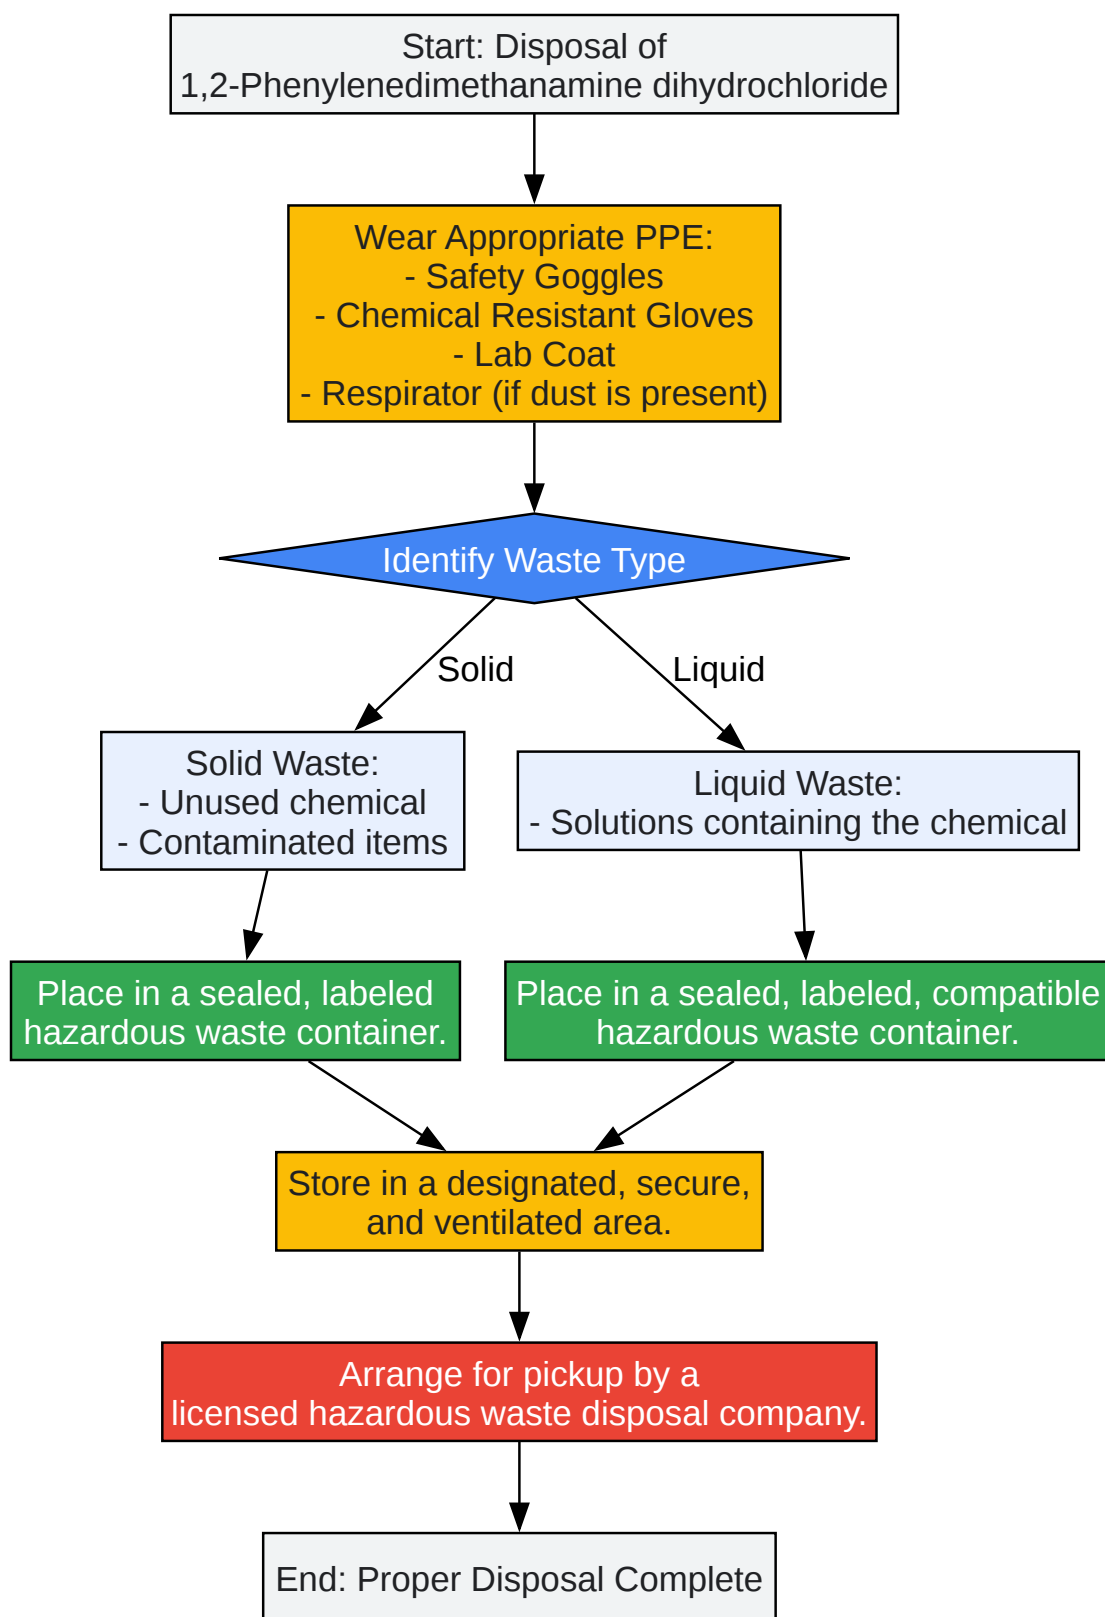 Start: Disposal of
1,2-Phenylenedimethanamine dihydrochloride
Wear Appropriate PPE:
- Safety Goggles
- Chemical Resistant Gloves
- Lab Coat
- Respirator (if dust is present)
Identify Waste Type
Solid
Liquid
Solid Waste:
- Unused chemical
- Contaminated items
Liquid Waste:
- Solutions containing the chemical
Place in a sealed, labeled
hazardous waste container.
Place in a sealed, labeled, compatible
hazardous waste container.
Store in a designated, secure,
and ventilated area.
Arrange for pickup by a
licensed hazardous waste disposal company.
End: Proper Disposal Complete